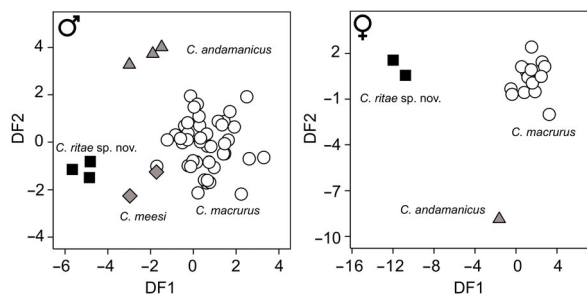 ♂
C. andamanicus
C. ritae sp. nov.
C. meesi
C. macrurus
DF2
4
2
0
−2
−4
−6 −4 −2 0 2 4
DF1
♀
C. ritae sp. nov.
C. macrurus
C. andamanicus
DF2
2
−1
−4
−7
−10
−16 −12 −8 −4 0 4
DF1